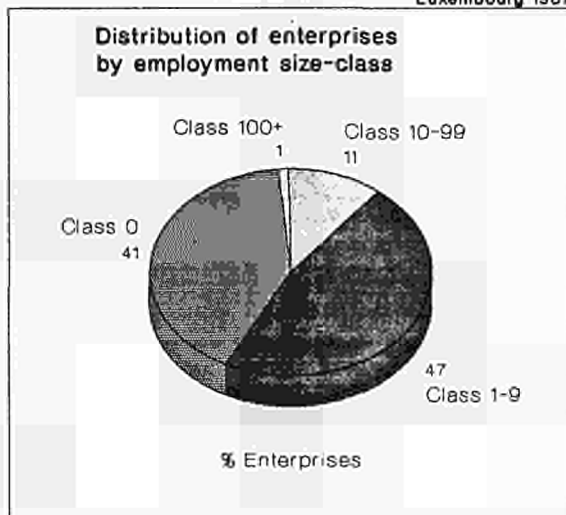 Distribution of enterprises
by employment size-class
Class 100+
1
Class 10-99
11
Class 0
41
47
Class 1-9
% Enterprises